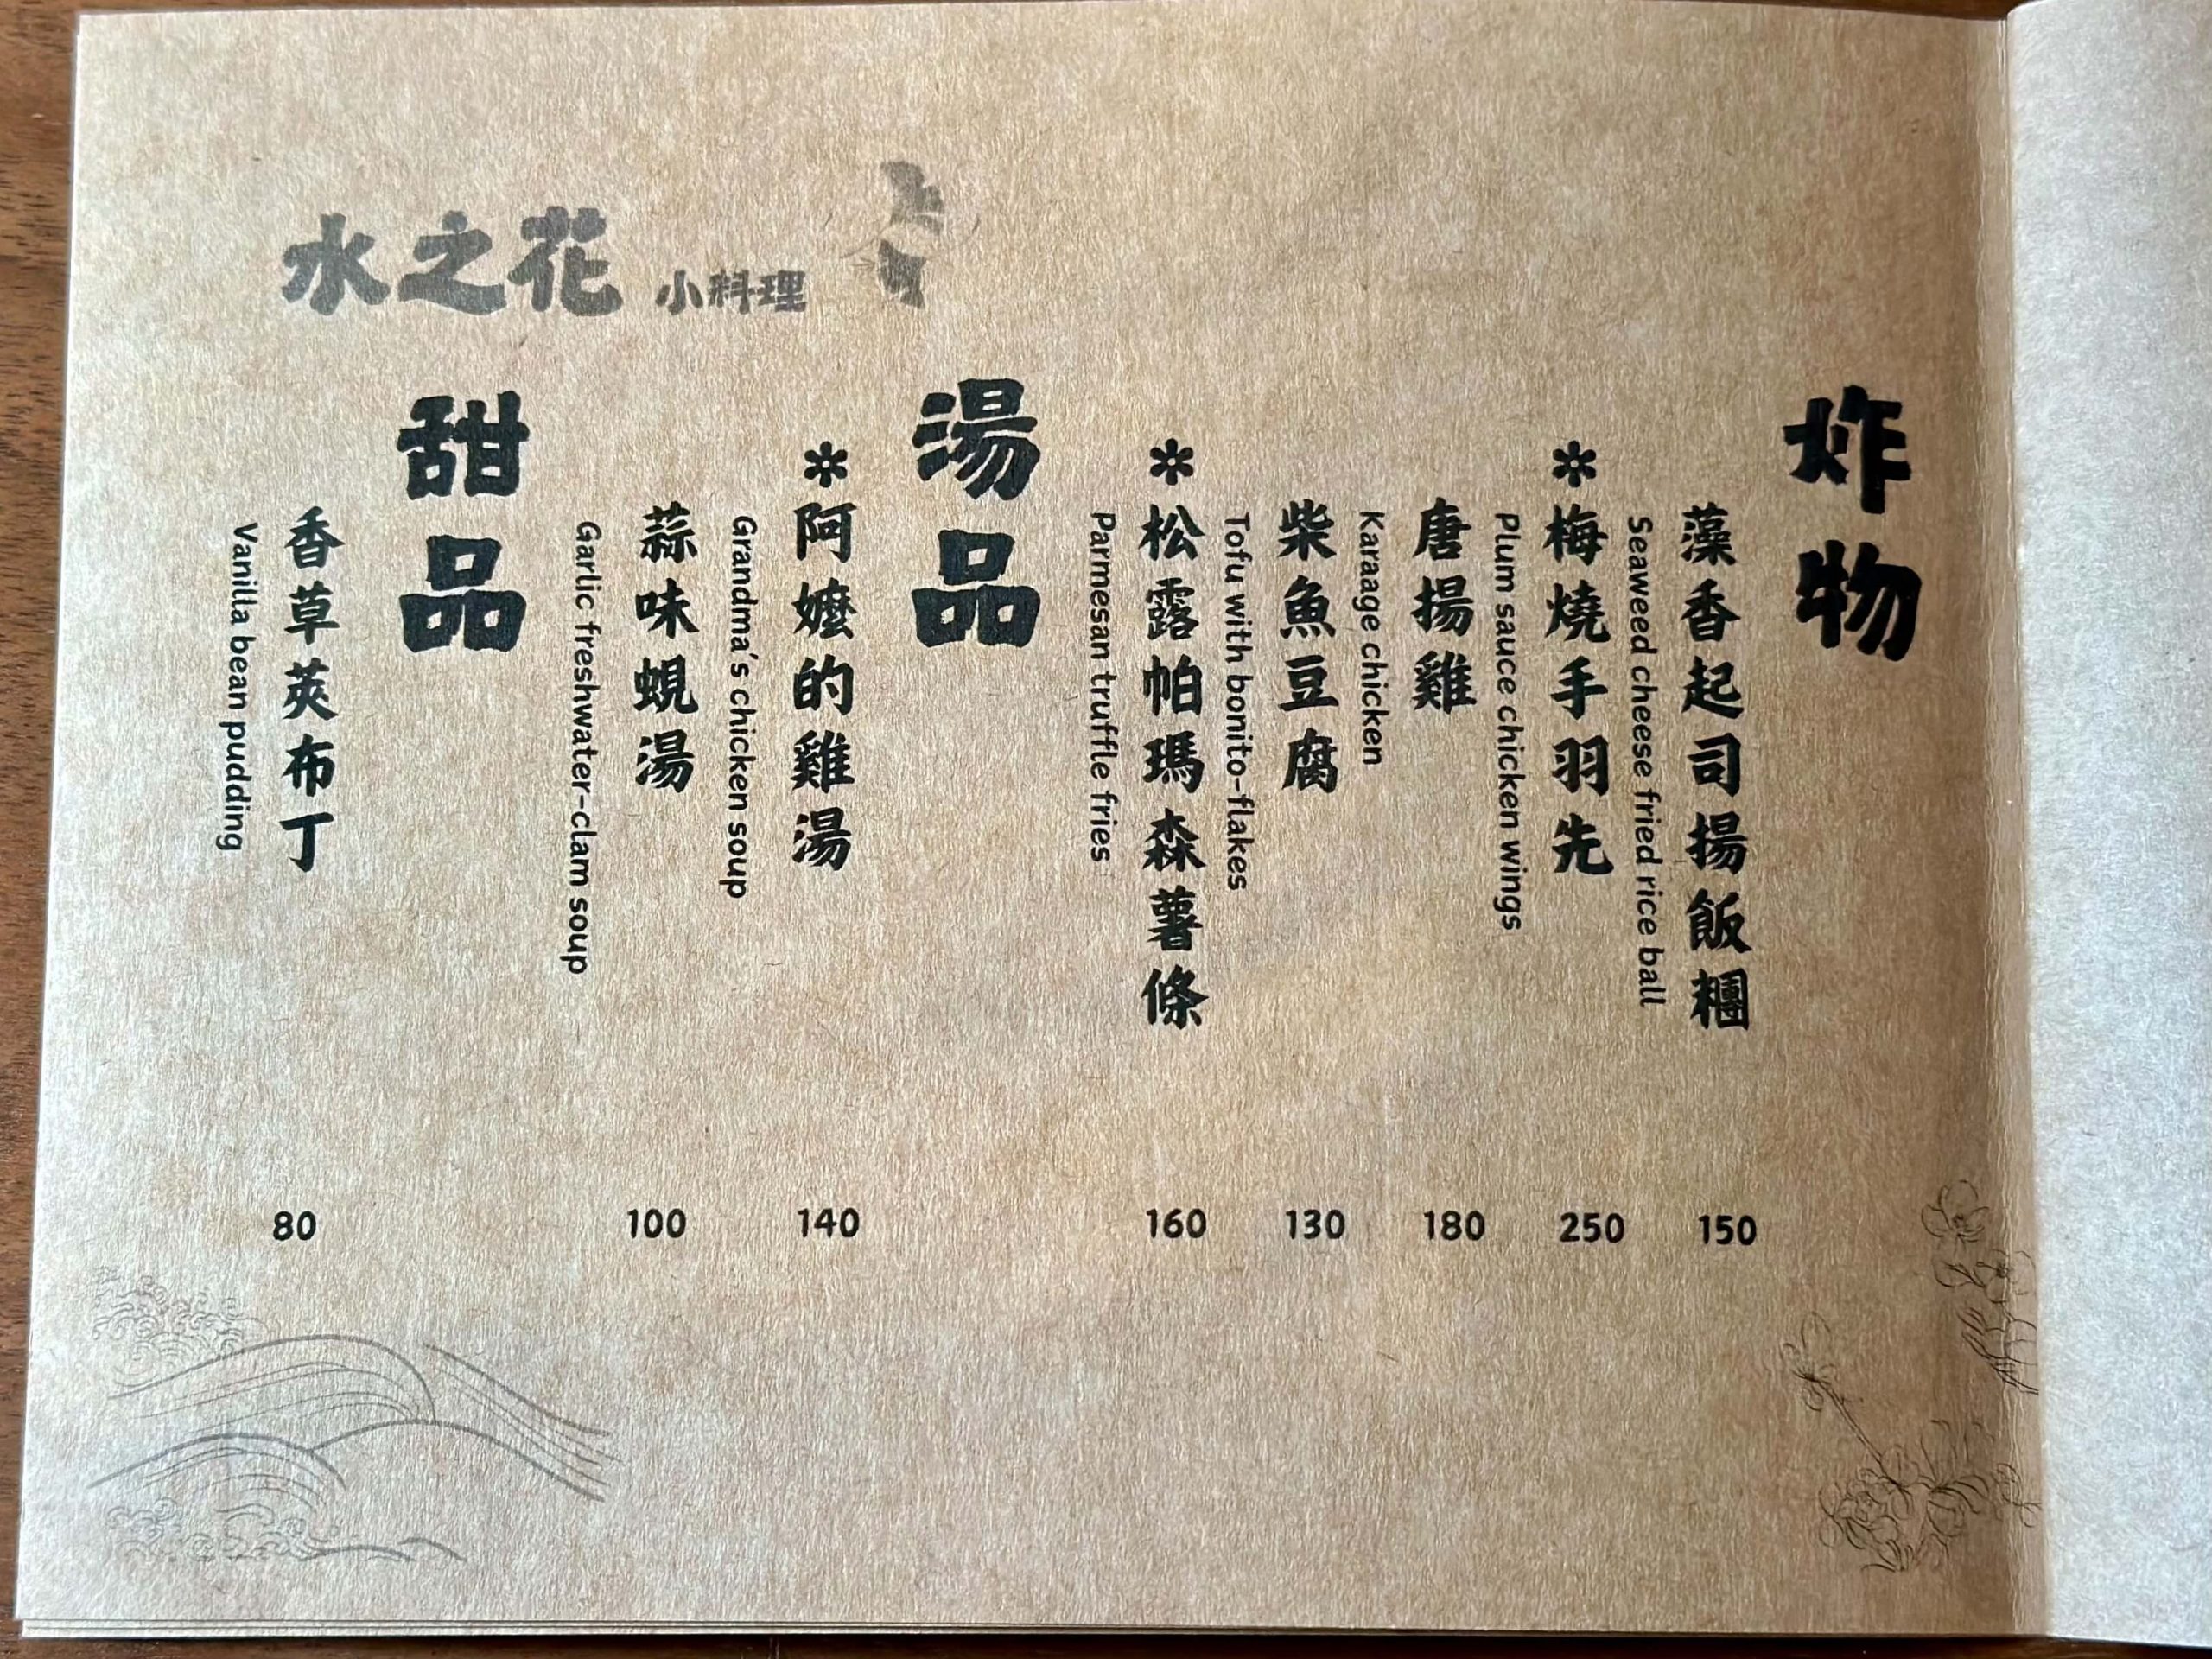 水之花 小料理
炸物
藻香起司揚飯糰
Seaweed cheese fried rice ball
150
*梅燒手羽先
Plum sauce chicken wings
250
唐揚雞
Karaage chicken
180
柴魚豆腐
Tofu with bonito-flakes
130
*松露帕瑪森薯條
Parmesan truffle fries
160
湯品
*阿嬤的雞湯
Grandma's chicken soup
140
蒜味蜆湯
Garlic freshwater-clam soup
100
甜品
香草莢布丁
Vanilla bean pudding
80